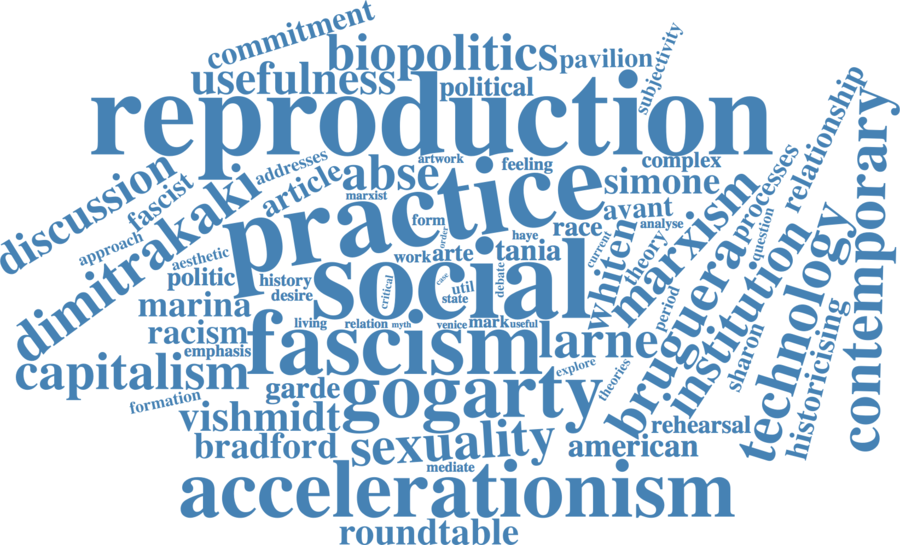 commitment
biopolitics
pavilion
subjectivity
usefulness
political
reproduction
relationship
contemporary
discussion
fascist
addresses
artwork
feeling
complex
processes
article
abse
simone
approach
dimitrakaki
marxist
practice
avant
marxism
question
form
race
analyse
aesthetic
work
arte
order
haye
tania
current
whiten
theory
technology
politic
history
desire
social
critical
case
util
state
debate
period
bruguera
institution
marina
racism
living
relation
myth
venice
mark
useful
larne
sharon
historicising
emphasis
fascism
capitalism
garde
gogarty
explore
theories
formation
vishmidt
rehearsal
bradford
sexuality
american
mediate
accelerationism
roundtable